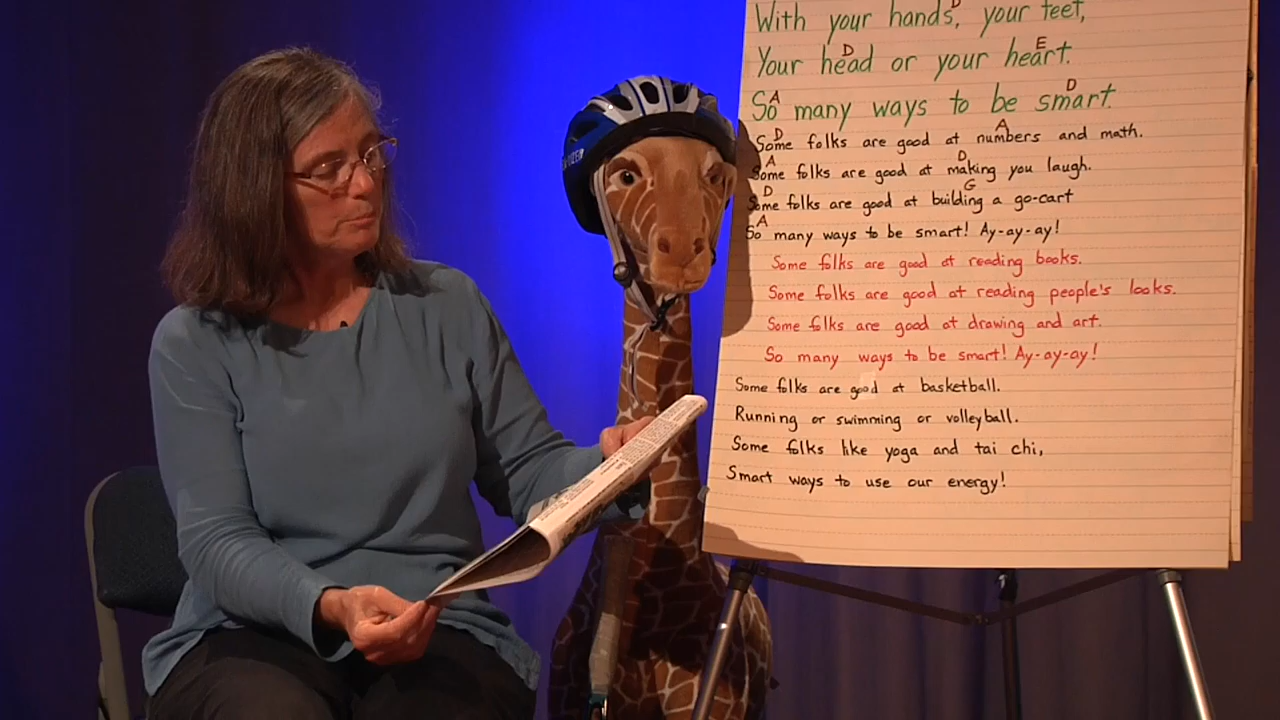 D
With your hands, your feet,
D E
Your head or your heart.
A D
So many ways to be smart.
D A
Some folks are good at numbers and math.
A D
Some folks are good at making you laugh.
D G
Some folks are good at building a go-cart
A
So many ways to be smart! Ay-ay-ay!
Some folks are good at reading books.
Some folks are good at reading people's looks.
Some folks are good at drawing and art.
So many ways to be smart! Ay-ay-ay!
Some folks are good at basketball.
Running or swimming or volleyball.
Some folks like yoga and tai chi,
Smart ways to use our energy!